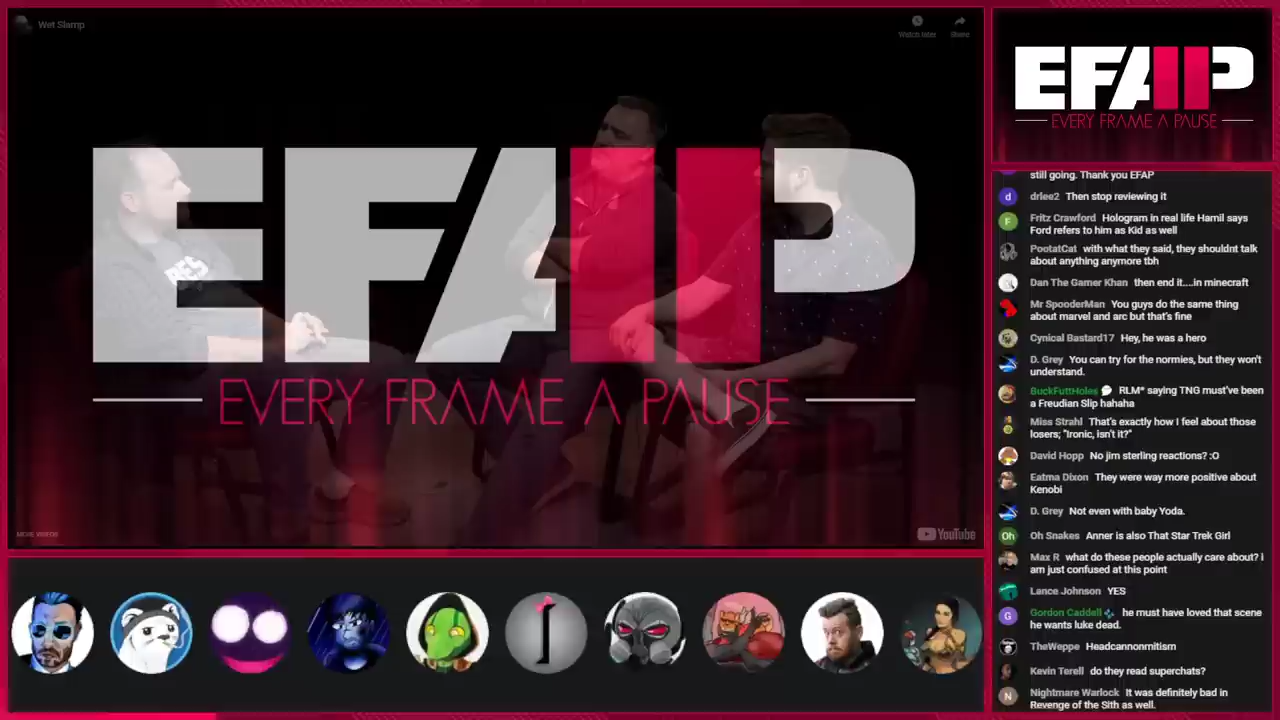 Wet Slamp
Watch later
Share
EFAP
EVERY FRAME A PAUSE
MORE VIDEOS
YouTube
EFAP
EVERY FRAME A PAUSE
still going. Thank you EFAP
drlee2 Then stop reviewing it
Fritz Crawford Hologram in real life Hamil says
Ford refers to him as Kid as well
PootatCat with what they said, they shouldnt talk
about anything anymore tbh
Dan The Gamer Khan then end it....in minecraft
Mr SpooderMan You guys do the same thing
about marvel and arc but that's fine
Cynical Bastard17 Hey, he was a hero
D. Grey You can try for the normies, but they won't
understand.
BuckFuttHoles RLM* saying TNG must've been
a Freudian Slip hahaha
Miss Strahl That's exactly how I feel about those
losers; "Ironic, isn't it?"
David Hopp No jim sterling reactions? :O
Eatma Dixon They were way more positive about
Kenobi
D. Grey Not even with baby Yoda.
Oh Snakes Anner is also That Star Trek Girl
Max R what do these people actually care about? i
am just confused at this point
Lance Johnson YES
Gordon Caddell he must have loved that scene
he wants luke dead.
TheWeppe Headcannonmitism
Kevin Terell do they read superchats?
Nightmare Warlock It was definitely bad in
Revenge of the Sith as well.